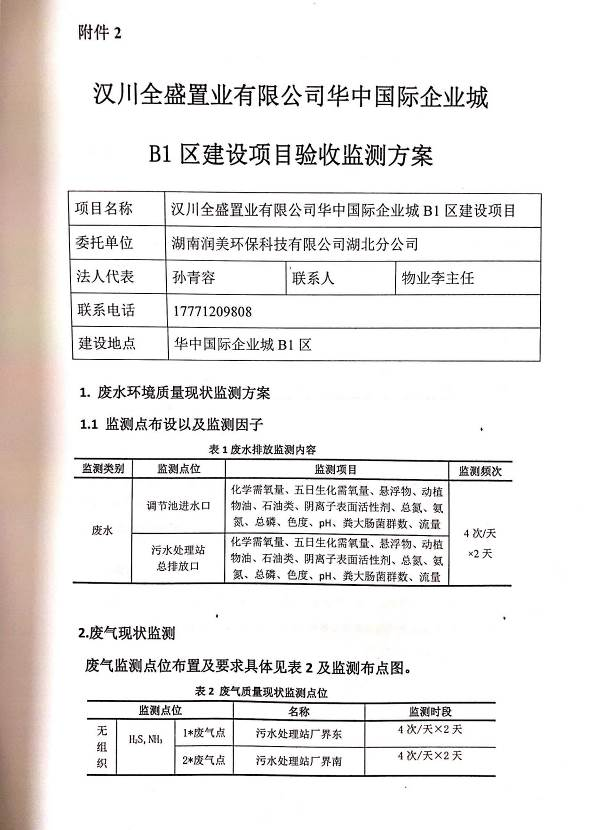 附件 2
汉川全盛置业有限公司华中国际企业城
B1 区建设项目验收监测方案
项目名称 汉川全盛置业有限公司华中国际企业城 B1 区建设项目
委托单位 湖南润美环保科技有限公司湖北分公司
法人代表 孙青容 联系人 物业李主任
联系电话 17771209808
建设地点 华中国际企业城 B1 区
1. 废水环境质量现状监测方案
1.1 监测点布设以及监测因子
表 1 废水排放监测内容
监测类别 监测点位 监测项目 监测频次
废水
调节池进水口
化学需氧量、五日生化需氧量、悬浮物、动植
物油、石油类、阴离子表面活性剂、总氮、氨
氮、总磷、色度、pH、粪大肠菌群数、流量
污水处理站
总排放口
化学需氧量、五日生化需氧量、悬浮物、动植
物油、石油类、阴离子表面活性剂、总氮、氨
氮、总磷、色度、pH、粪大肠菌群数、流量
4 次/天
×2 天
2.废气现状监测
废气监测点位布置及要求具体见表 2 及监测布点图。
表 2 废气质量现状监测点位
监测点位 名称 监测时段
无
组
织
H₂S, NH₃
1*废气点 污水处理站厂界东 4 次/天×2 天
2*废气点 污水处理站厂界南 4 次/天×2 天